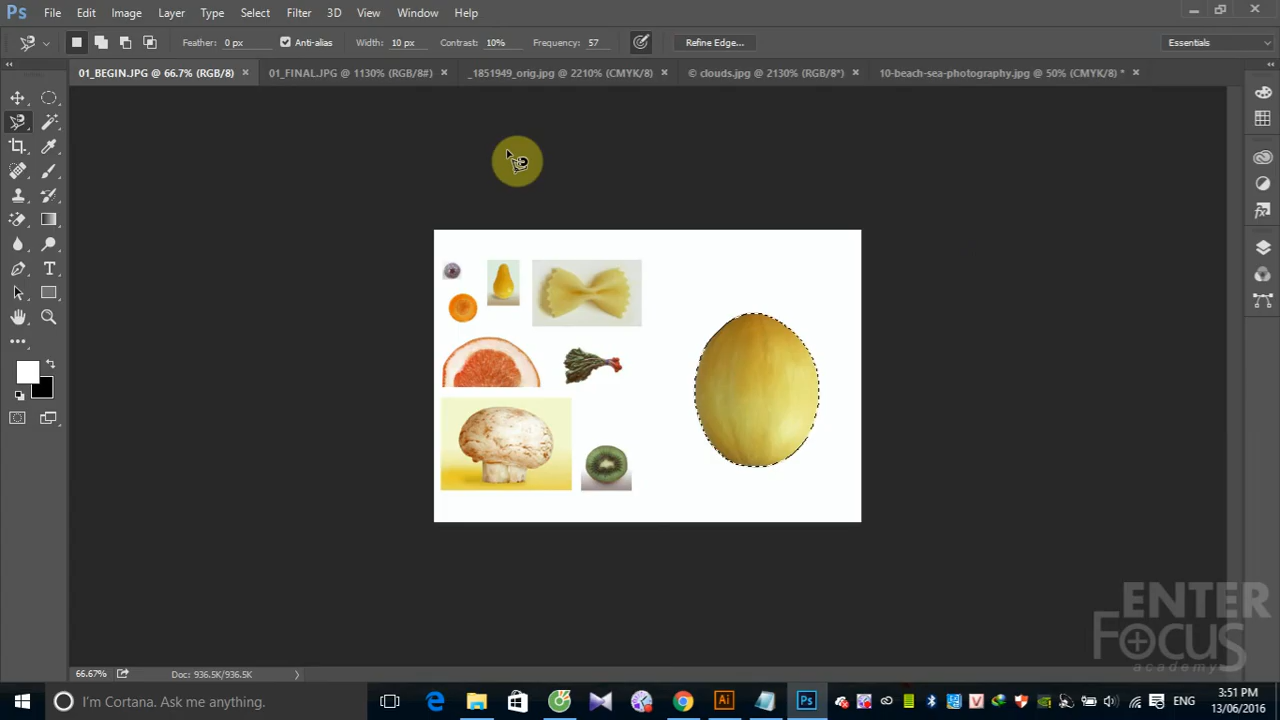 Ps File Edit Image Layer Type Select Filter 3D View Window Help
Feather: 0 px Anti-alias Width: 10 px Contrast: 10% Frequency: 57 Refine Edge... Essentials
01_BEGIN.JPG @ 66.7% (RGB/8) × 01_FINAL.JPG @ 1130% (RGB/8#) × _1851949_orig.jpg @ 2210% (CMYK/8) × © clouds.jpg @ 2130% (RGB/8*) × 10-beach-sea-photography.jpg @ 50% (CMYK/8) * ×
T
ENTER
FOCUS
academy
66.67% Doc: 936.5K/936.5K
I'm Cortana. Ask me anything. Ai Ps ENG 3:51 PM
13/06/2016